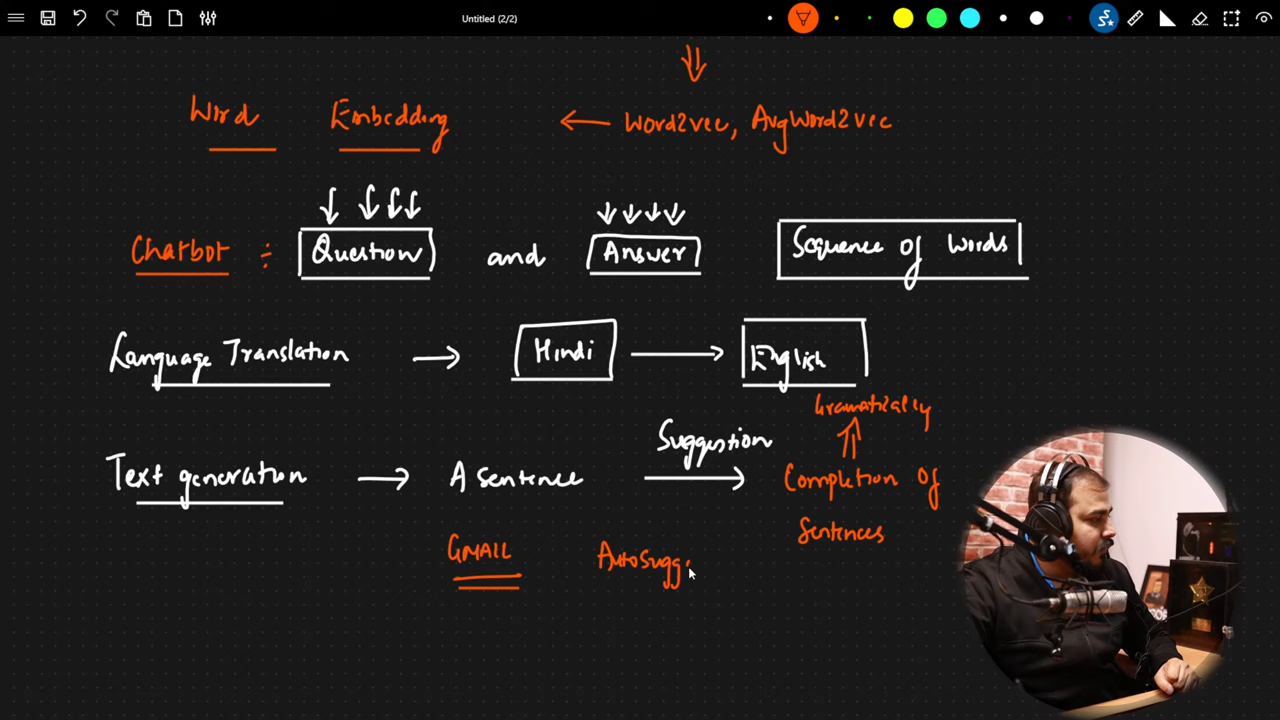 Untitled (2/2)
Word Embedding ← Word2vec, AvgWord2vec
Chatbot ÷ Question and Answer Sequence of Words
Language Translation → Hindi → English
Gramatically
Suggestion
Text generation → A sentence → Completion of
Sentences
GMAIL AutoSugg